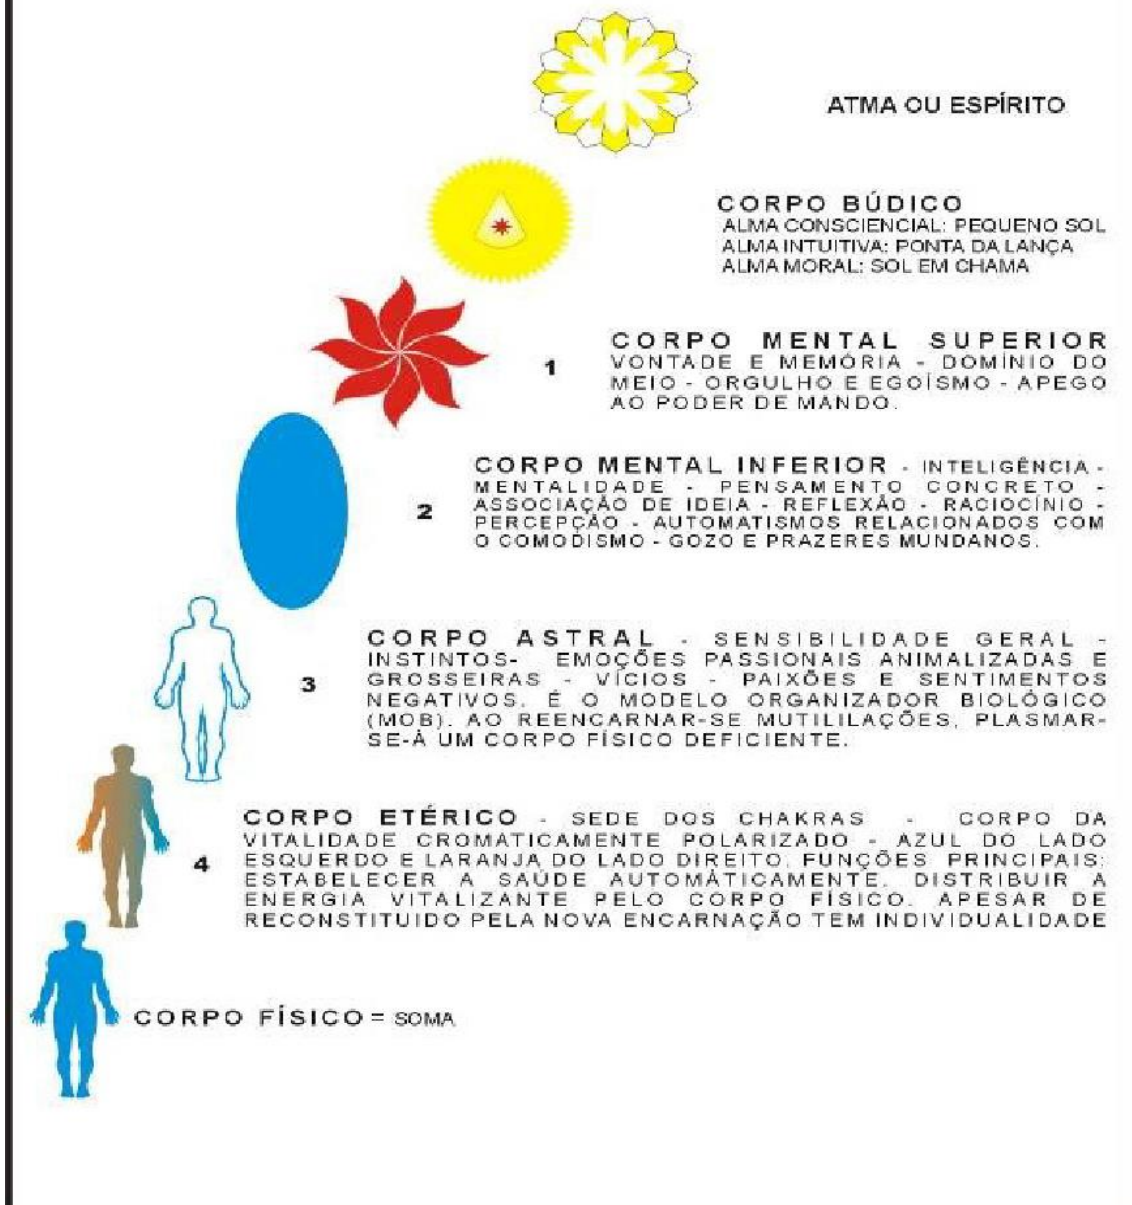 ATMA OU ESPÍRITO
CORPO BÚDICO
ALMA CONSCIENCIAL: PEQUENO SOL
ALMA INTUITIVA: PONTA DA LANÇA
ALMA MORAL: SOL EM CHAMA
1
CORPO MENTAL SUPERIOR
VONTADE E MEMÓRIA - DOMÍNIO DO
MEIO - ORGULHO E EGOÍSMO - APEGO
AO PODER DE MANDO.
2
CORPO MENTAL INFERIOR - INTELIGÊNCIA -
MENTALIDADE - PENSAMENTO CONCRETO -
ASSOCIAÇÃO DE IDEIA - REFLEXÃO - RACIOCÍNIO -
PERCEPÇÃO - AUTOMATISMOS RELACIONADOS COM
O COMODISMO - GOZO E PRAZERES MUNDANOS.
3
CORPO ASTRAL - SENSIBILIDADE GERAL -
INSTINTOS- EMOÇÕES PASSIONAIS ANIMALIZADAS E
GROSSEIRAS - VÍCIOS - PAIXÕES E SENTIMENTOS
NEGATIVOS. É O MODELO ORGANIZADOR BIOLÓGICO
(MOB). AO REENCARNAR-SE MUTILILAÇÕES, PLASMAR-
SE-À UM CORPO FÍSICO DEFICIENTE.
4
CORPO ETÉRICO - SEDE DOS CHAKRAS - CORPO DA
VITALIDADE CROMATICAMENTE POLARIZADO - AZUL DO LADO
ESQUERDO E LARANJA DO LADO DIREITO. FUNÇÕES PRINCIPAIS:
ESTABELECER A SAÚDE AUTOMÁTICAMENTE, DISTRIBUIR A
ENERGIA VITALIZANTE PELO CORPO FÍSICO. APESAR DE
RECONSTITUIDO PELA NOVA ENCARNAÇÃO TEM INDIVIDUALIDADE
CORPO FÍSICO = SOMA